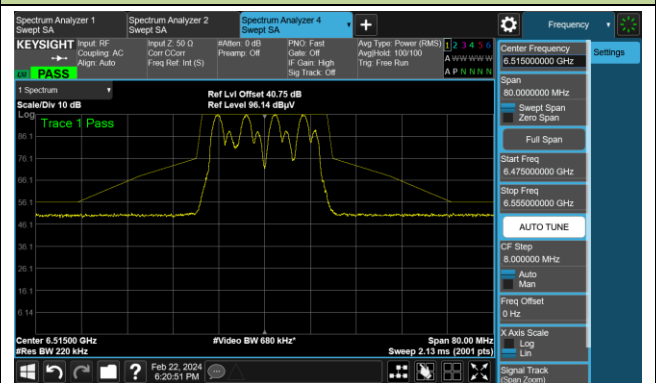 Spectrum Analyzer 1
Swept SA
Spectrum Analyzer 2
Swept SA
Spectrum Analyzer 4
Swept SA
Frequency
KEYSIGHT
Input: RF
Coupling: AC
Align: Auto
Input Z: 50 Ω
Corr CCorr
Freq Ref: Int (S)
#Atten: 0 dB
Preamp: Off
PNO: Fast
Gate: Off
IF Gain: High
Sig Track: Off
Avg Type: Power (RMS)
Avg|Hold: 100/100
Trig: Free Run
1 2 3 4 5 6
A W W W W W
A P N N N N
PASS
1 Spectrum
Scale/Div 10 dB
Ref Lvl Offset 40.75 dB
Ref Level 96.14 dBµV
Log
Trace 1 Pass
86.1
76.1
66.1
56.1
46.1
36.1
26.1
16.1
6.14
Center 6.51500 GHz
#Res BW 220 kHz
#Video BW 680 kHz*
Span 80.00 MHz
Sweep 2.13 ms (2001 pts)
Feb 22, 2024
6:20:51 PM
Center Frequency
6.515000000 GHz
Settings
Span
80.0000000 MHz
Swept Span
Zero Span
Full Span
Start Freq
6.475000000 GHz
Stop Freq
6.555000000 GHz
AUTO TUNE
CF Step
8.000000 MHz
Auto
Man
Freq Offset
0 Hz
X Axis Scale
Log
Lin
Signal Track
(Span Zoom)